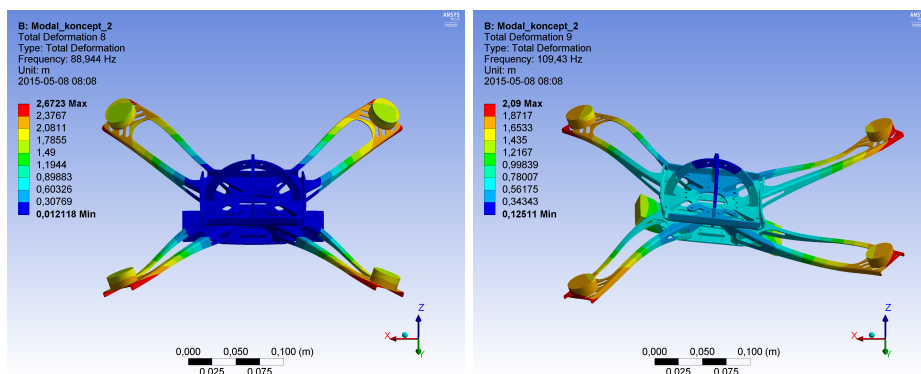 B: Modal_koncept_2
Total Deformation 8
Type: Total Deformation
Frequency: 88,944 Hz
Unit: m
2015-05-08 08:08
2,6723 Max
2,3767
2,0811
1,7855
1,49
1,1944
0,89883
0,60326
0,30769
0,012118 Min
ANSYS
Z
X
Y
0,000 0,050 0,100 (m)
0,025 0,075
B: Modal_koncept_2
Total Deformation 9
Type: Total Deformation
Frequency: 109,43 Hz
Unit: m
2015-05-08 08:08
2,09 Max
1,8717
1,6533
1,435
1,2167
0,99839
0,78007
0,56175
0,34343
0,12511 Min
ANSYS
Z
X
Y
0,000 0,050 0,100 (m)
0,025 0,075